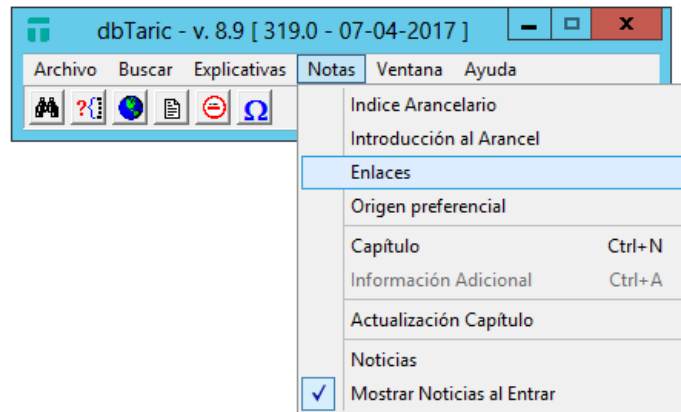 dbTaric - v. 8.9 [ 319.0 - 07-04-2017 ]
Archivo Buscar Explicativas Notas Ventana Ayuda
Indice Arancelario
Introducción al Arancel
Enlaces
Origen preferencial
Capítulo Ctrl+N
Información Adicional Ctrl+A
Actualización Capítulo
Noticias
Mostrar Noticias al Entrar